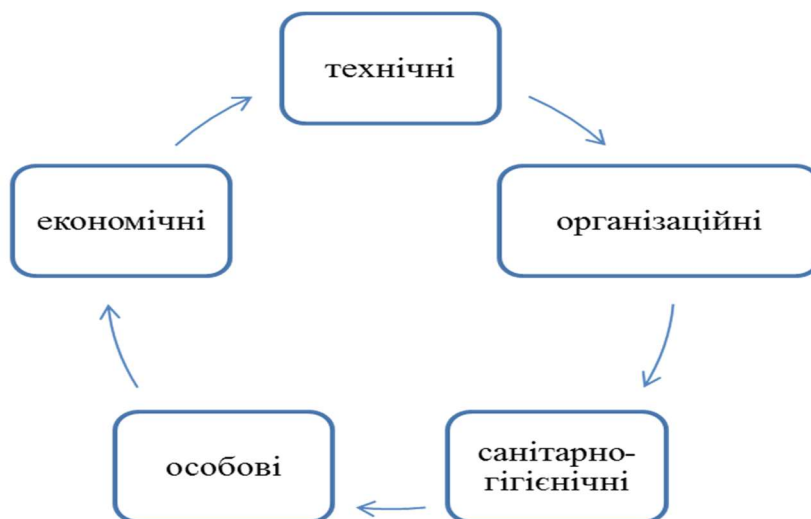 технічні
організаційні
санітарно-
гігієнічні
особові
економічні